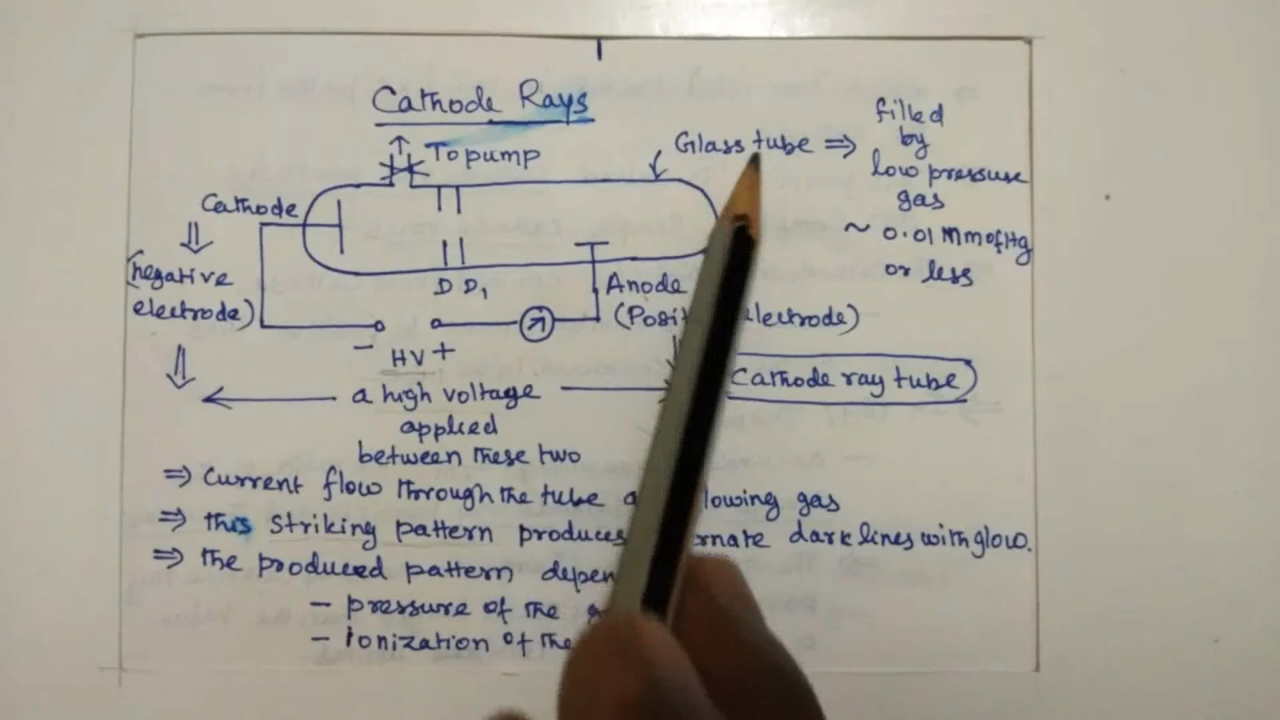 Cathode Rays
To pump
Glass tube ⇒ filled
by
low pressure
gas
~ 0.01 mm of Hg
or less
Cathode
⇓
(negative
electrode)
D D₁
Anode
(Posi
lectrode)
− HV +
Cathode ray tube
a high voltage
applied
between these two
⇒ Current flow through the tube lowing gas
⇒ this striking pattern produces rnate dark lines with glow.
⇒ the produced pattern depen
- pressure of the
- ionization of the